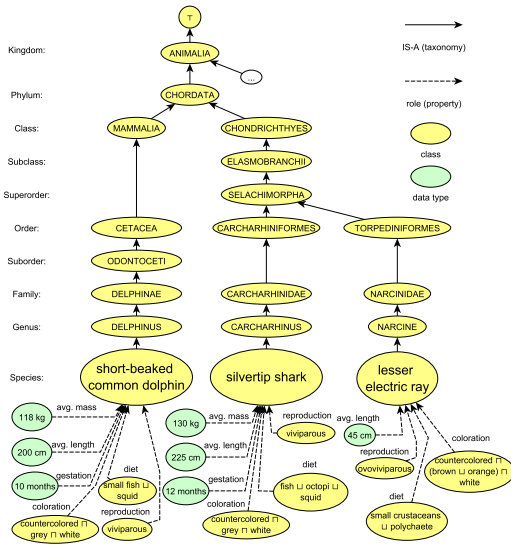 ⊤
Kingdom:
ANIMALIA
...
Phylum:
CHORDATA
Class:
MAMMALIA
CHONDRICHTHYES
Subclass:
ELASMOBRANCHII
Superorder:
SELACHIMORPHA
Order:
CETACEA
CARCHARHINIFORMES
TORPEDINIFORMES
Suborder:
ODONTOCETI
Family:
DELPHINAE
CARCHARHINIDAE
NARCINIDAE
Genus:
DELPHINUS
CARCHARHINUS
NARCINE
Species:
short-beaked
common dolphin
silvertip shark
lesser
electric ray
IS-A (taxonomy)
role (property)
class
data type
118 kg
avg. mass
200 cm
avg. length
10 months
gestation
coloration
countercolored ⊓
grey ⊓ white
diet
small fish ⊔
squid
reproduction
viviparous
130 kg
avg. mass
225 cm
avg. length
12 months
gestation
coloration
countercolored ⊓
grey ⊓ white
reproduction
viviparous
diet
fish ⊔ octopi ⊔
squid
avg. length
45 cm
reproduction
ovoviviparous
diet
small crustaceans
⊔ polychaete
coloration
countercolored ⊓
(brown ⊔ orange) ⊓
white